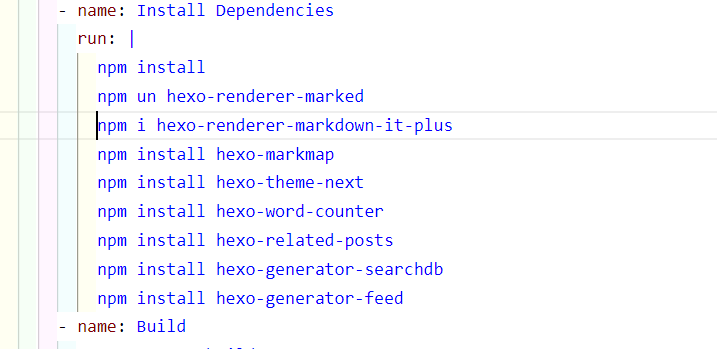 - name: Install Dependencies
run: |
npm install
npm un hexo-renderer-marked
npm i hexo-renderer-markdown-it-plus
npm install hexo-markmap
npm install hexo-theme-next
npm install hexo-word-counter
npm install hexo-related-posts
npm install hexo-generator-searchdb
npm install hexo-generator-feed
- name: Build